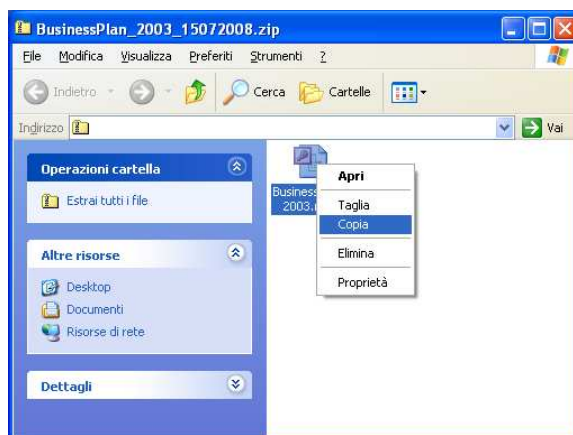 BusinessPlan_2003_15072008.zip
File Modifica Visualizza Preferiti Strumenti ?
Indietro Cerca Cartelle
Indirizzo Vai
Operazioni cartella
Estrai tutti i file
Altre risorse
Desktop
Documenti
Risorse di rete
Dettagli
Business
2003.
Apri
Taglia
Copia
Elimina
Proprietà